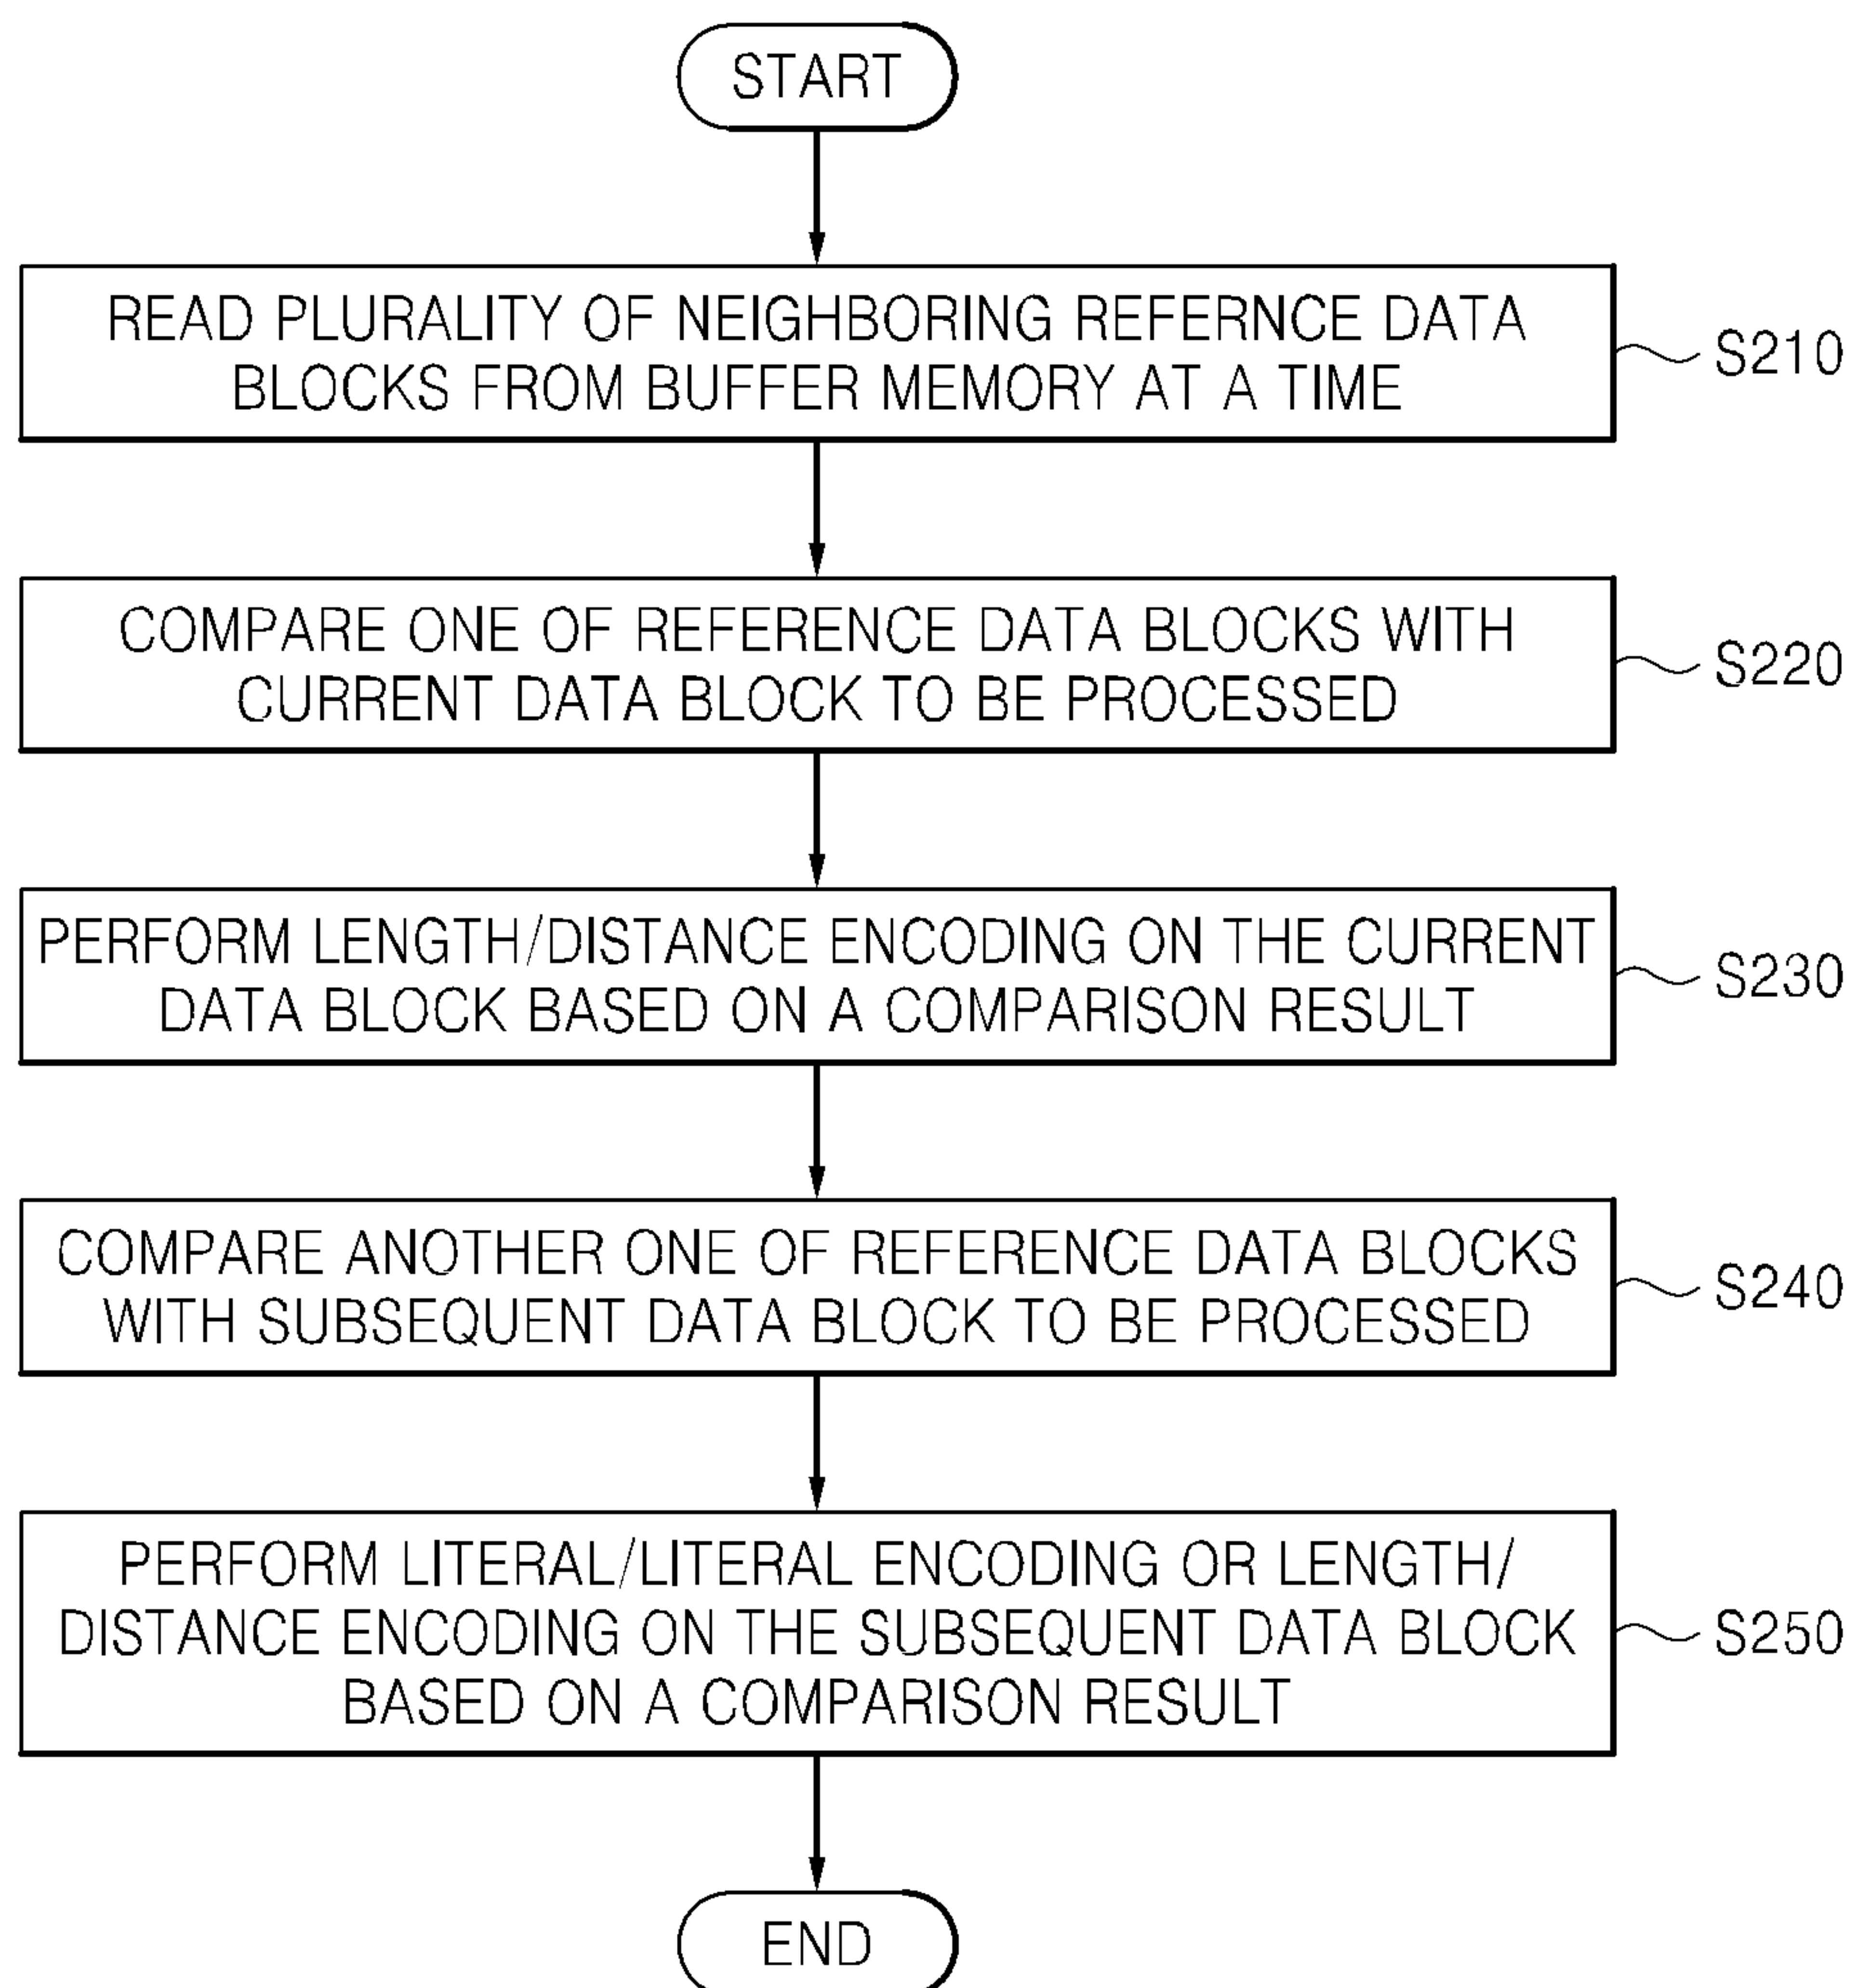 START
READ PLURALITY OF NEIGHBORING REFERNCE DATA
BLOCKS FROM BUFFER MEMORY AT A TIME
S210
COMPARE ONE OF REFERENCE DATA BLOCKS WITH
CURRENT DATA BLOCK TO BE PROCESSED
S220
PERFORM LENGTH/DISTANCE ENCODING ON THE CURRENT
DATA BLOCK BASED ON A COMPARISON RESULT
S230
COMPARE ANOTHER ONE OF REFERENCE DATA BLOCKS
WITH SUBSEQUENT DATA BLOCK TO BE PROCESSED
S240
PERFORM LITERAL/LITERAL ENCODING OR LENGTH/
DISTANCE ENCODING ON THE SUBSEQUENT DATA BLOCK
BASED ON A COMPARISON RESULT
S250
END